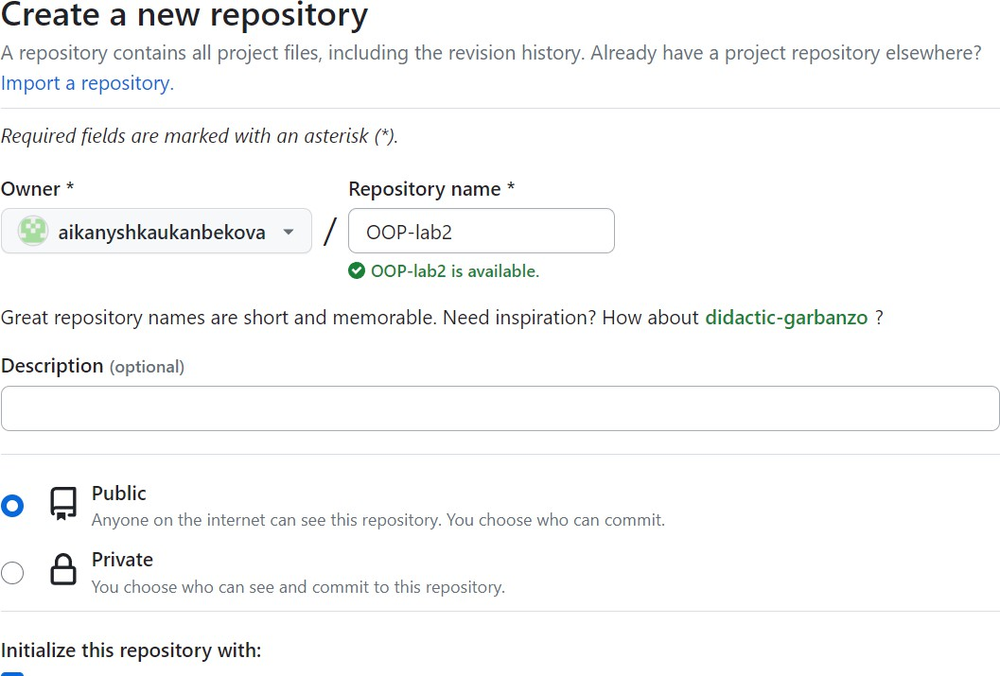 Create a new repository
A repository contains all project files, including the revision history. Already have a project repository elsewhere?
Import a repository.
Required fields are marked with an asterisk (*).
Owner *
Repository name *
aikanyshkaukanbekova
/
OOP-lab2
OOP-lab2 is available.
Great repository names are short and memorable. Need inspiration? How about didactic-garbanzo ?
Description (optional)
Public
Anyone on the internet can see this repository. You choose who can commit.
Private
You choose who can see and commit to this repository.
Initialize this repository with: